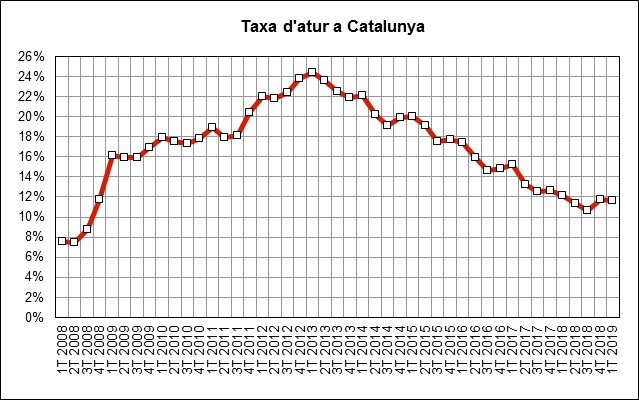 Taxa d'atur a Catalunya
26%
24%
22%
20%
18%
16%
14%
12%
10%
8%
6%
4%
2%
0%
1T 2008
2T 2008
3T 2008
4T 2008
1T 2009
2T 2009
3T 2009
4T 2009
1T 2010
2T 2010
3T 2010
4T 2010
1T 2011
2T 2011
3T 2011
4T 2011
1T 2012
2T 2012
3T 2012
4T 2012
1T 2013
2T 2013
3T 2013
4T 2013
1T 2014
2T 2014
3T 2014
4T 2014
1T 2015
2T 2015
3T 2015
4T 2015
1T 2016
2T 2016
3T 2016
4T 2016
1T 2017
2T 2017
3T 2017
4T 2017
1T 2018
2T 2018
3T 2018
4T 2018
1T 2019